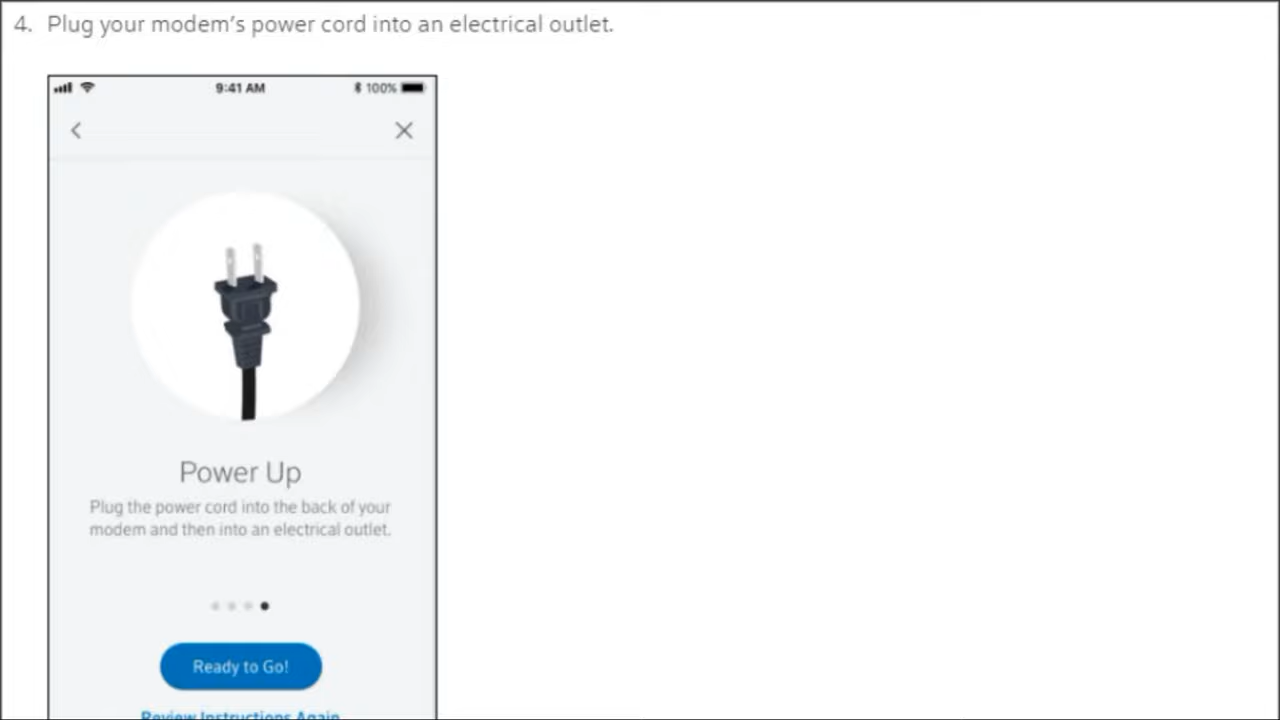 4. Plug your modem’s power cord into an electrical outlet.
9:41 AM
100%
Power Up
Plug the power cord into the back of your
modem and then into an electrical outlet.
Ready to Go!
Review Instructions Again